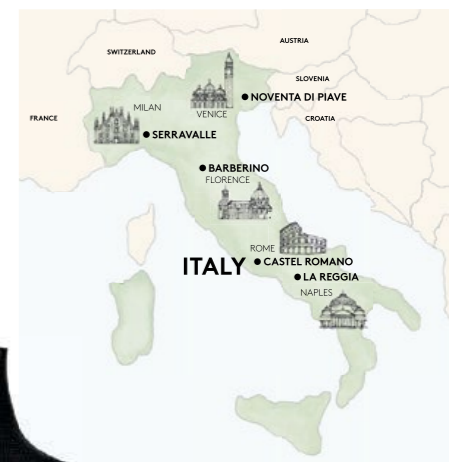 AUSTRIA
SWITZERLAND
SLOVENIA
NOVENTA DI PIAVE
MILAN
VENICE
FRANCE
CROATIA
SERRAVALLE
BARBERINO
FLORENCE
ROME
ITALY
CASTEL ROMANO
LA REGGIA
NAPLES